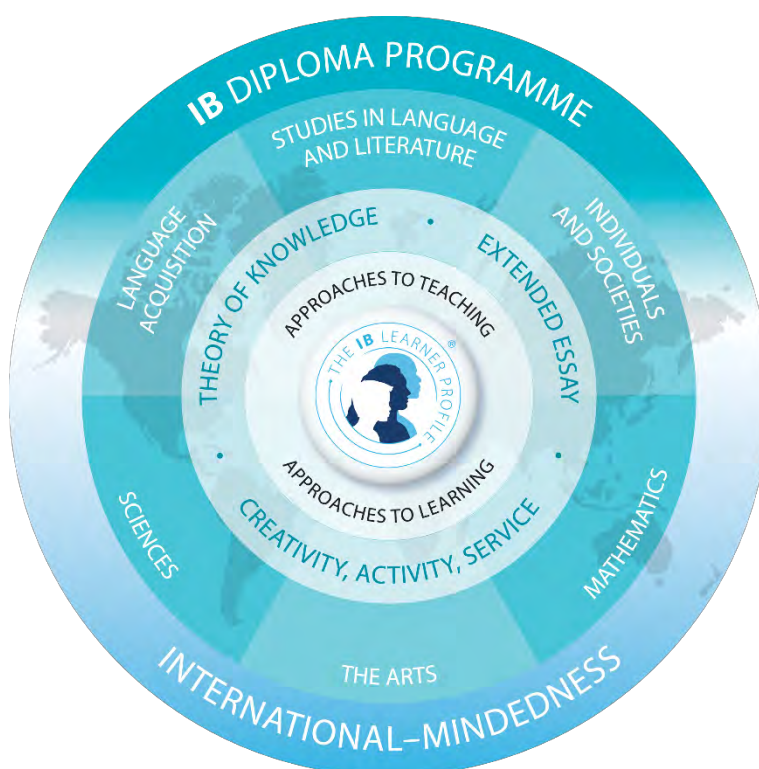 IB DIPLOMA PROGRAMME
STUDIES IN LANGUAGE
AND LITERATURE
LANGUAGE
ACQUISITION
INDIVIDUALS
AND SOCIETIES
THEORY OF KNOWLEDGE
•
EXTENDED ESSAY
APPROACHES TO TEACHING
THE IB LEARNER PROFILE®
APPROACHES TO LEARNING
•
CREATIVITY, ACTIVITY, SERVICE
•
SCIENCES
MATHEMATICS
THE ARTS
INTERNATIONAL–MINDEDNESS